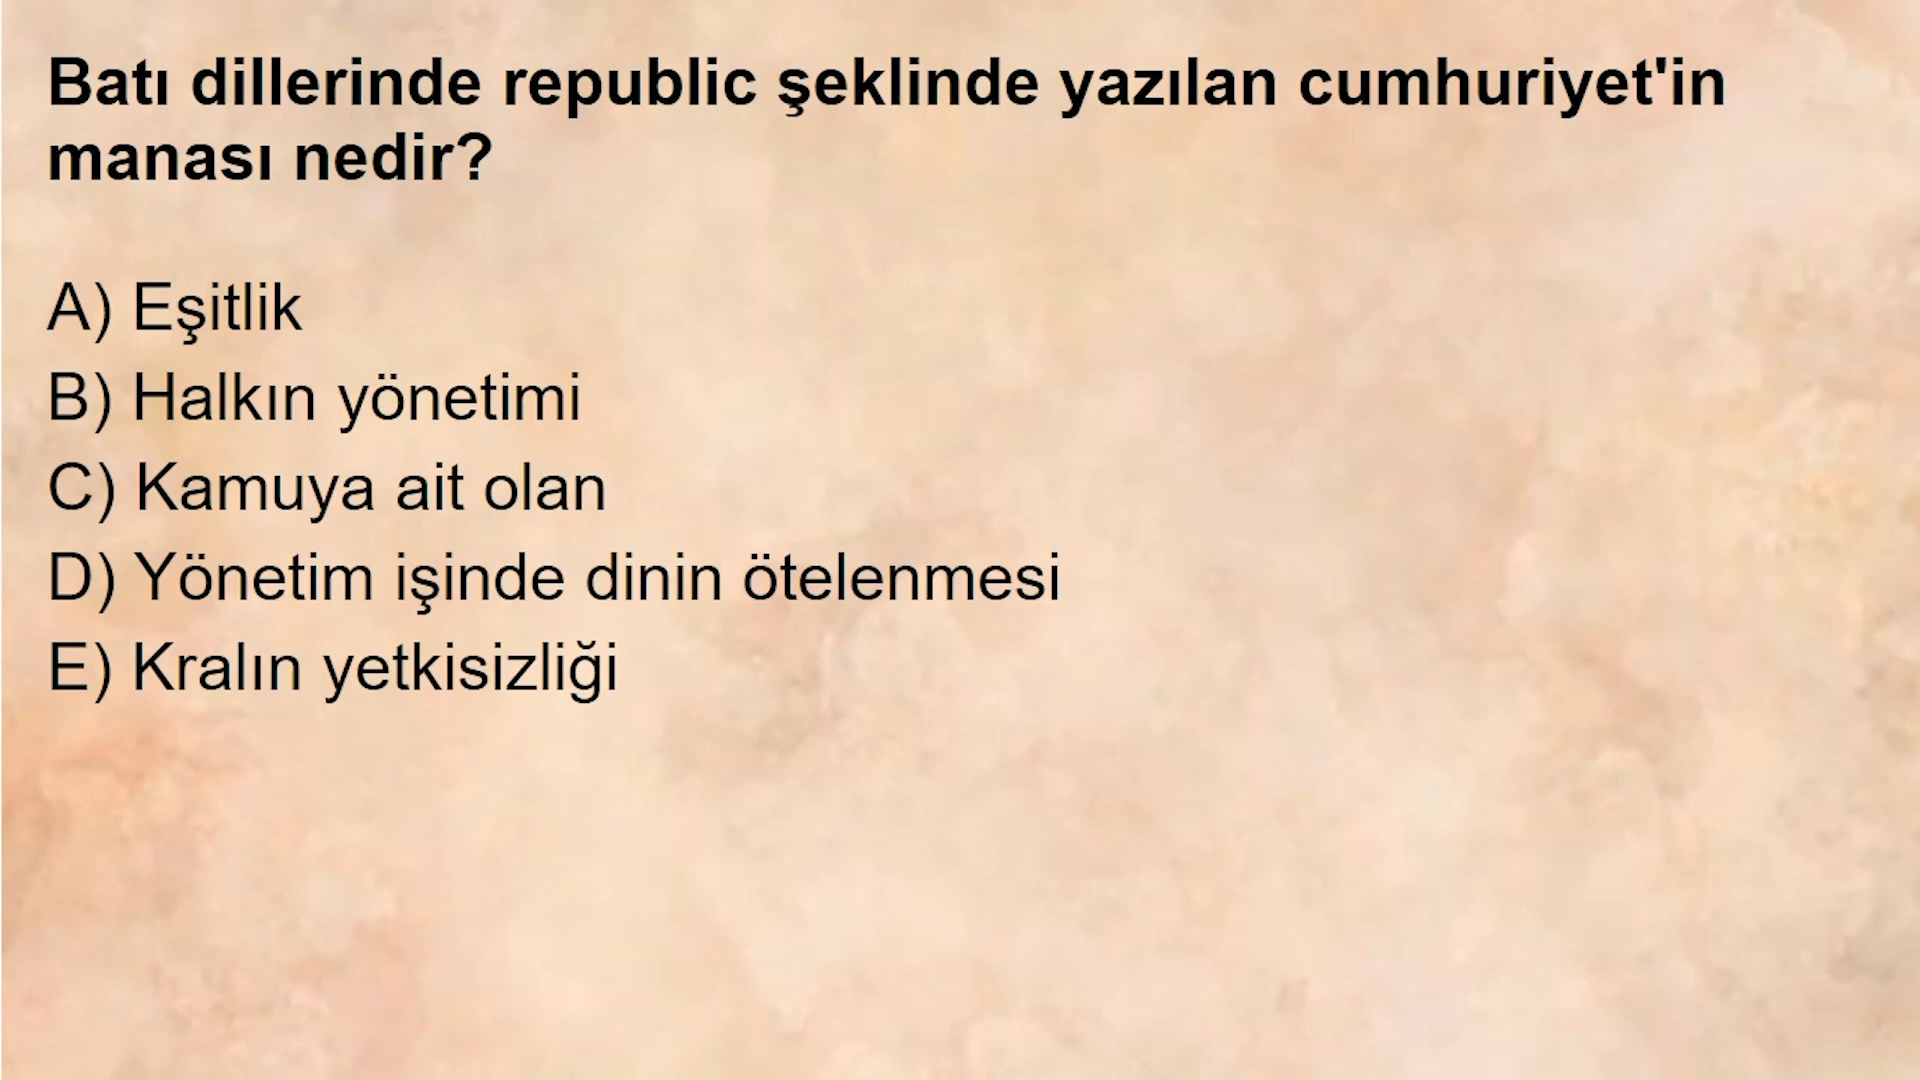 Batı dillerinde republic şeklinde yazılan cumhuriyet'in
manası nedir?
A) Eşitlik
B) Halkın yönetimi
C) Kamuya ait olan
D) Yönetim işinde dinin ötelenmesi
E) Kralın yetkisizliği